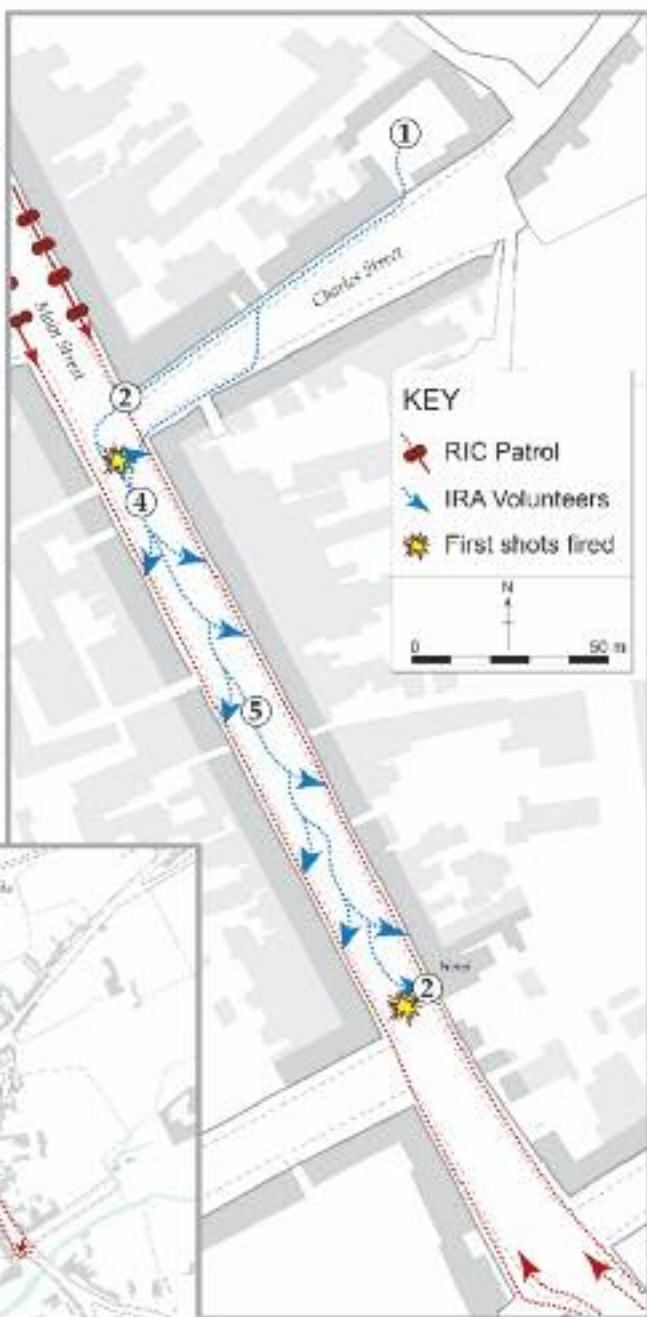 1
Charles Street
Main Street
2
KEY
RIC Patrol
IRA Volunteers
First shots fired
N
0 50 m
4
5
2